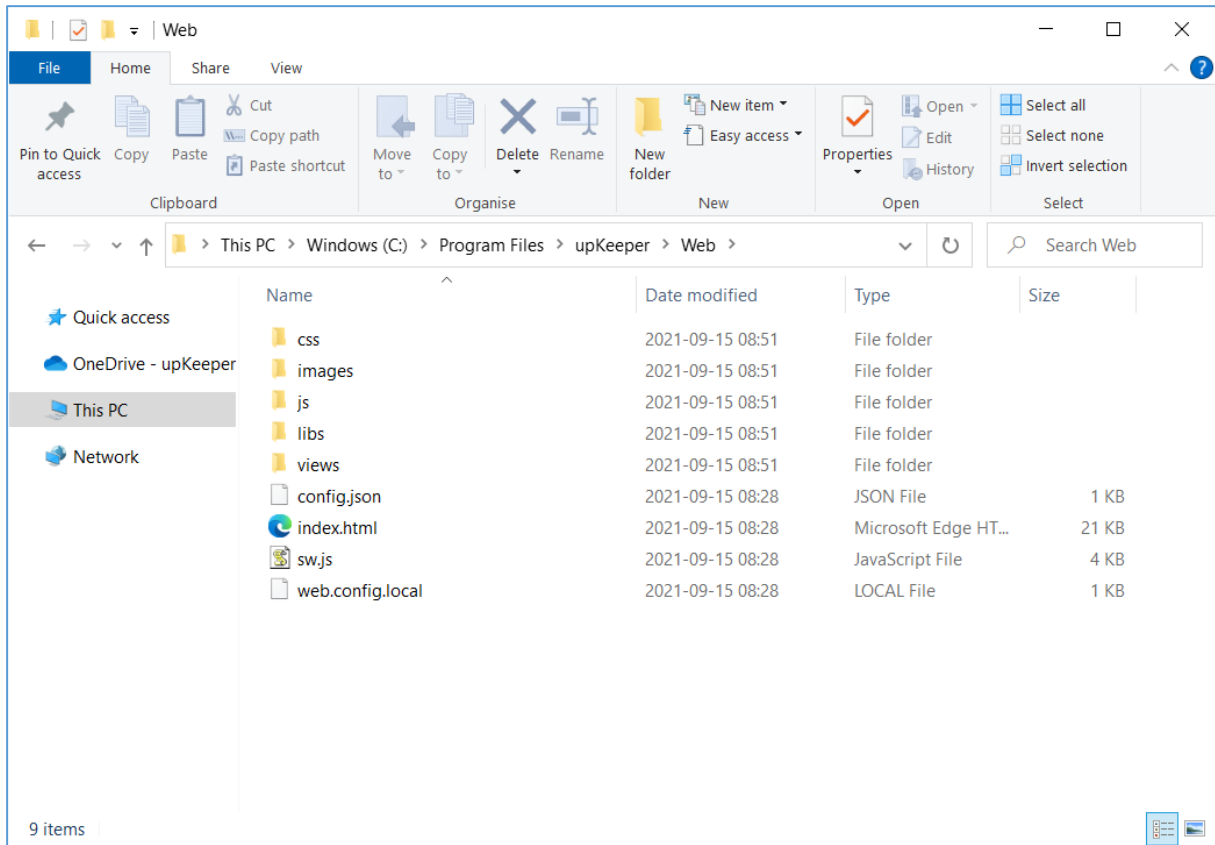 Web
File Home Share View
Pin to Quick access Copy Paste Cut
Copy path
Paste shortcut
Clipboard
Move to Copy to Delete Rename
Organise
New folder New item
Easy access
New
Properties Open
Edit
History
Open
Select all
Select none
Invert selection
Select
This PC > Windows (C:) > Program Files > upKeeper > Web > Search Web
Quick access
OneDrive - upKeeper
This PC
Network
Name Date modified Type Size
css 2021-09-15 08:51 File folder
images 2021-09-15 08:51 File folder
js 2021-09-15 08:51 File folder
libs 2021-09-15 08:51 File folder
views 2021-09-15 08:51 File folder
config.json 2021-09-15 08:28 JSON File 1 KB
index.html 2021-09-15 08:28 Microsoft Edge HT... 21 KB
sw.js 2021-09-15 08:28 JavaScript File 4 KB
web.config.local 2021-09-15 08:28 LOCAL File 1 KB
9 items